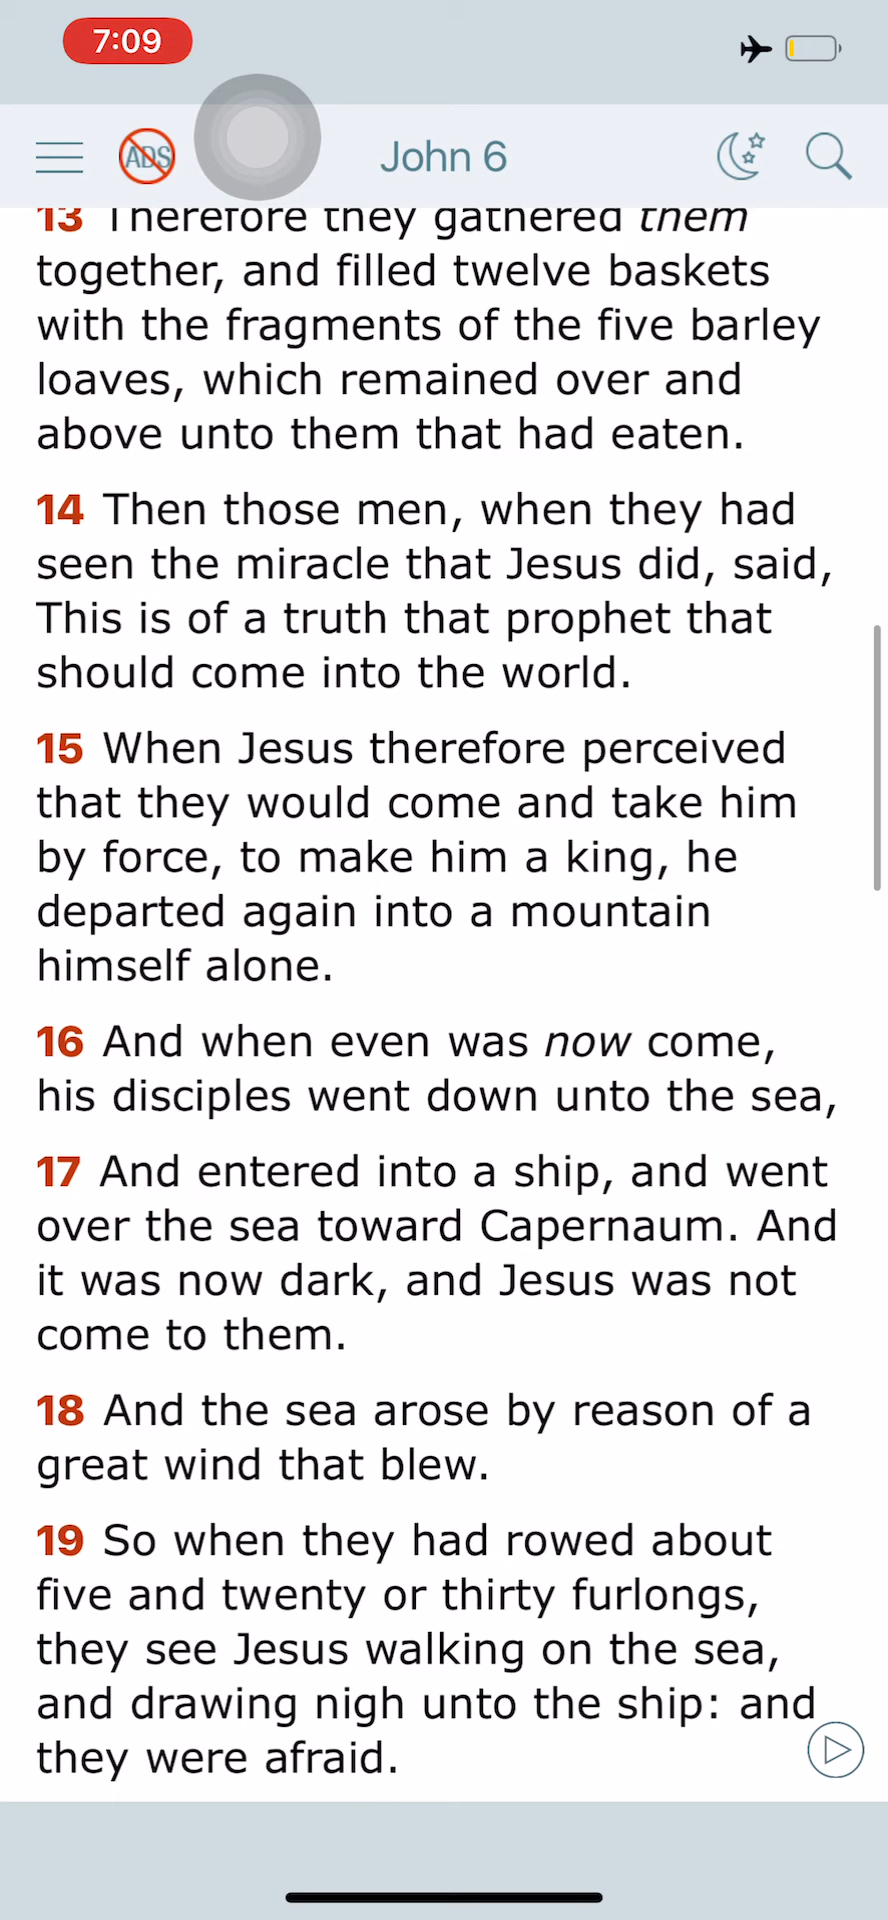 7:09
ADS
John 6
13 Therefore they gathered them
together, and filled twelve baskets
with the fragments of the five barley
loaves, which remained over and
above unto them that had eaten.
14 Then those men, when they had
seen the miracle that Jesus did, said,
This is of a truth that prophet that
should come into the world.
15 When Jesus therefore perceived
that they would come and take him
by force, to make him a king, he
departed again into a mountain
himself alone.
16 And when even was now come,
his disciples went down unto the sea,
17 And entered into a ship, and went
over the sea toward Capernaum. And
it was now dark, and Jesus was not
come to them.
18 And the sea arose by reason of a
great wind that blew.
19 So when they had rowed about
five and twenty or thirty furlongs,
they see Jesus walking on the sea,
and drawing nigh unto the ship: and
they were afraid.